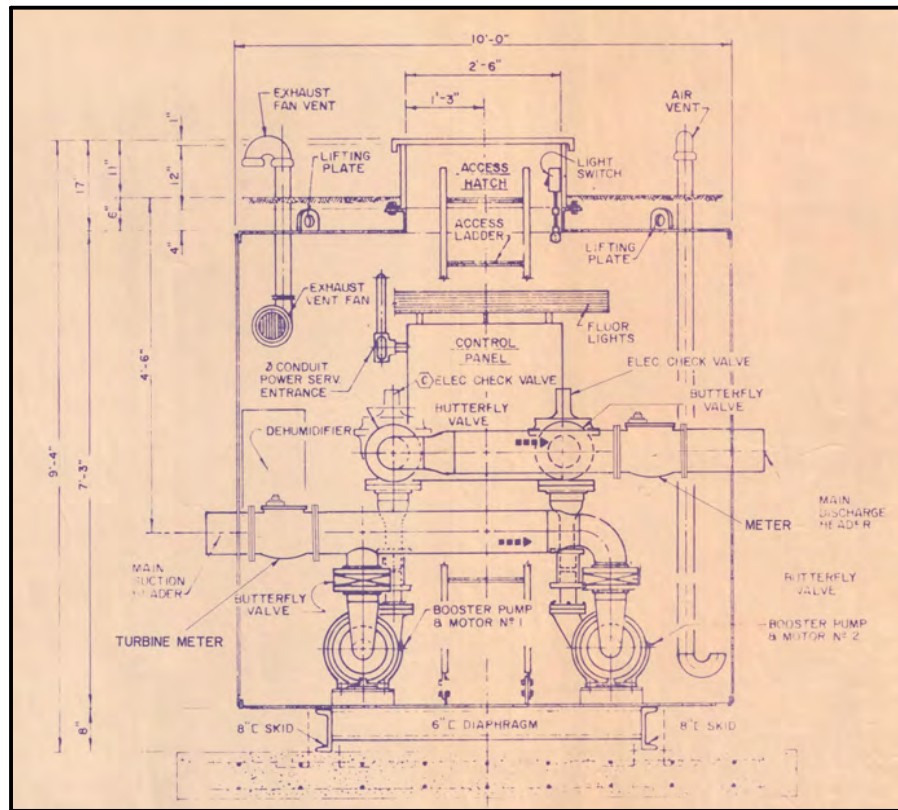 10'-0"
2'-6"
1'-3"
EXHAUST
FAN VENT
AIR
VENT
LIFTING
PLATE
ACCESS
HATCH
LIGHT
SWITCH
1"
11"
12"
17"
6"
4"
ACCESS
LADDER
LIFTING
PLATE
EXHAUST
VENT FAN
FLUOR
LIGHTS
CONTROL
PANEL
4'-6"
Ø CONDUIT
POWER SERV.
ENTRANCE
C ELEC CHECK VALVE
ELEC CHECK VALVE
BUTTERFLY
VALVE
BUTTERFLY
VALVE
DEHUMIDIFIER
9'-4"
7'-3"
MAIN
DISCHARGE
HEADER
METER
MAIN
SUCTION
HEADER
BUTTERFLY
VALVE
BUTTERFLY
VALVE
TURBINE METER
BOOSTER PUMP
& MOTOR Nº 1
BOOSTER PUMP
& MOTOR Nº 2
8"
8" C SKID
6" C DIAPHRAGM
8" C SKID